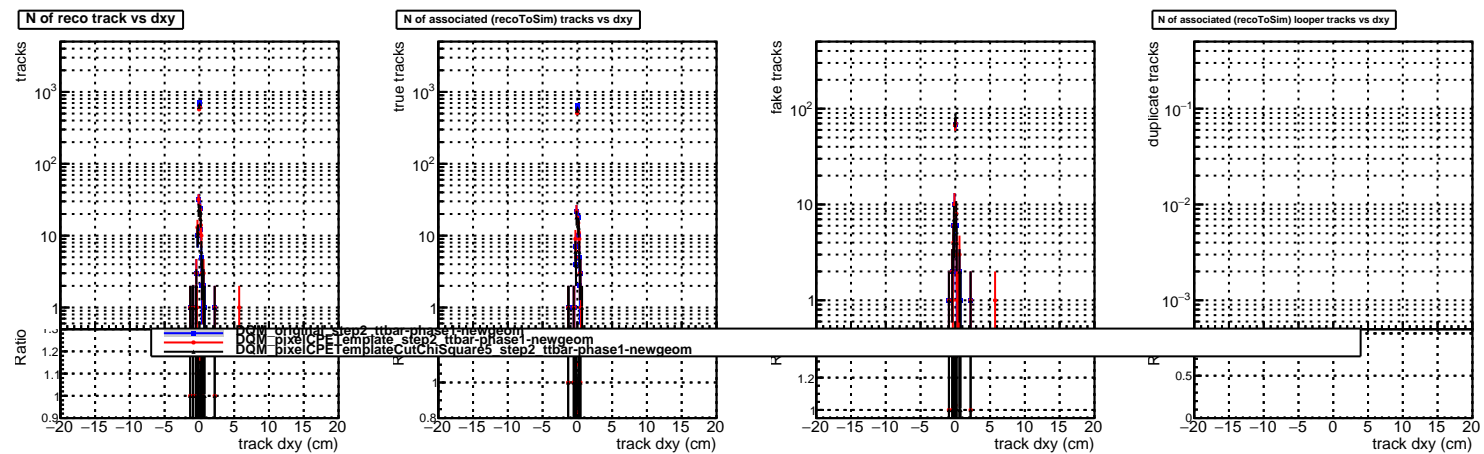 N of reco track vs dxy
tracks
10³
10²
10
1
Ratio
1.3
1.2
1.1
1
0.9
−20 −15 −10 −5 0 5 10 15 20
track dxy (cm)
N of associated (recoToSim) tracks vs dxy
true tracks
10³
10²
10
1
1
0.8
−20 −15 −10 −5 0 5 10 15 20
track dxy (cm)
fake tracks
10²
10
1
1.2
1
−20 −15 −10 −5 0 5 10 15 20
track dxy (cm)
N of associated (recoToSim) looper tracks vs dxy
duplicate tracks
10⁻¹
10⁻²
10⁻³
0.5
0
−20 −15 −10 −5 0 5 10 15 20
track dxy (cm)
DQM_original_step2_ttbar-phase1-newgeom
DQM_pixelCPETemplate_step2_ttbar-phase1-newgeom
DQM_pixelCPETemplateCutChiSquare5_step2_ttbar-phase1-newgeom